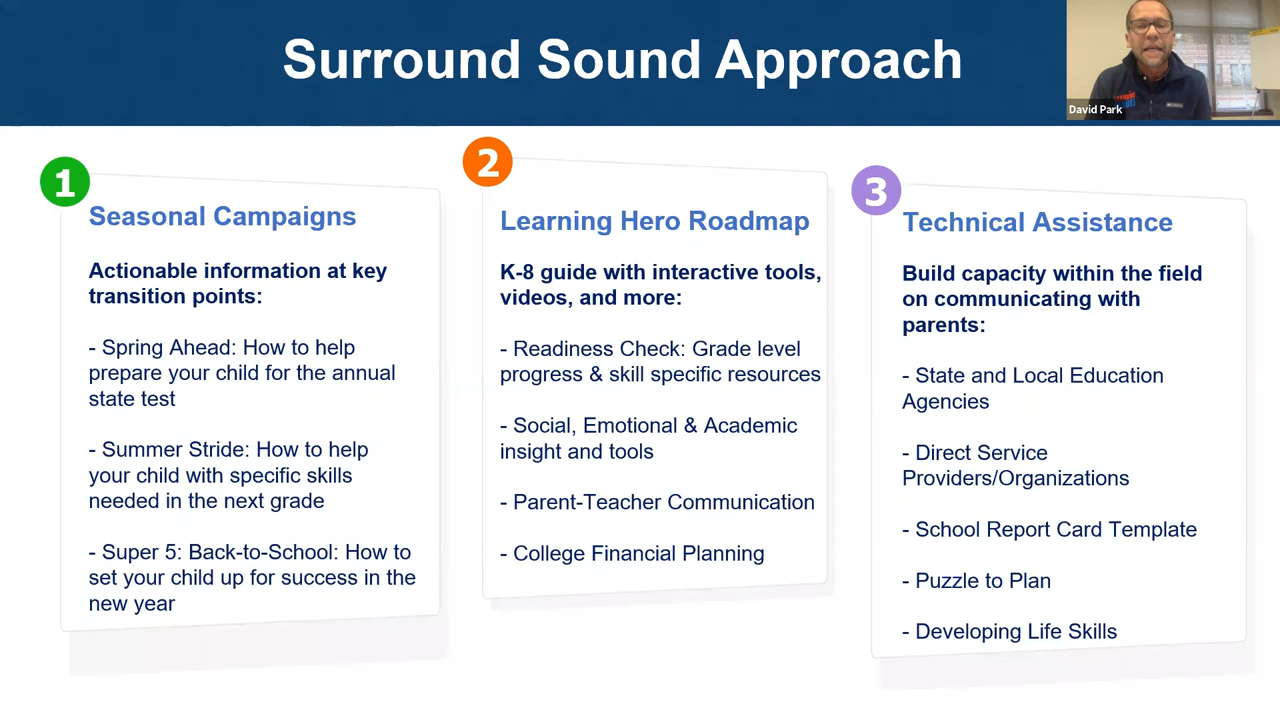 Surround Sound Approach
David Park
1
Seasonal Campaigns
Actionable information at key
transition points:
- Spring Ahead: How to help
prepare your child for the annual
state test
- Summer Stride: How to help
your child with specific skills
needed in the next grade
- Super 5: Back-to-School: How to
set your child up for success in the
new year
2
Learning Hero Roadmap
K-8 guide with interactive tools,
videos, and more:
- Readiness Check: Grade level
progress & skill specific resources
- Social, Emotional & Academic
insight and tools
- Parent-Teacher Communication
- College Financial Planning
3
Technical Assistance
Build capacity within the field
on communicating with
parents:
- State and Local Education
Agencies
- Direct Service
Providers/Organizations
- School Report Card Template
- Puzzle to Plan
- Developing Life Skills